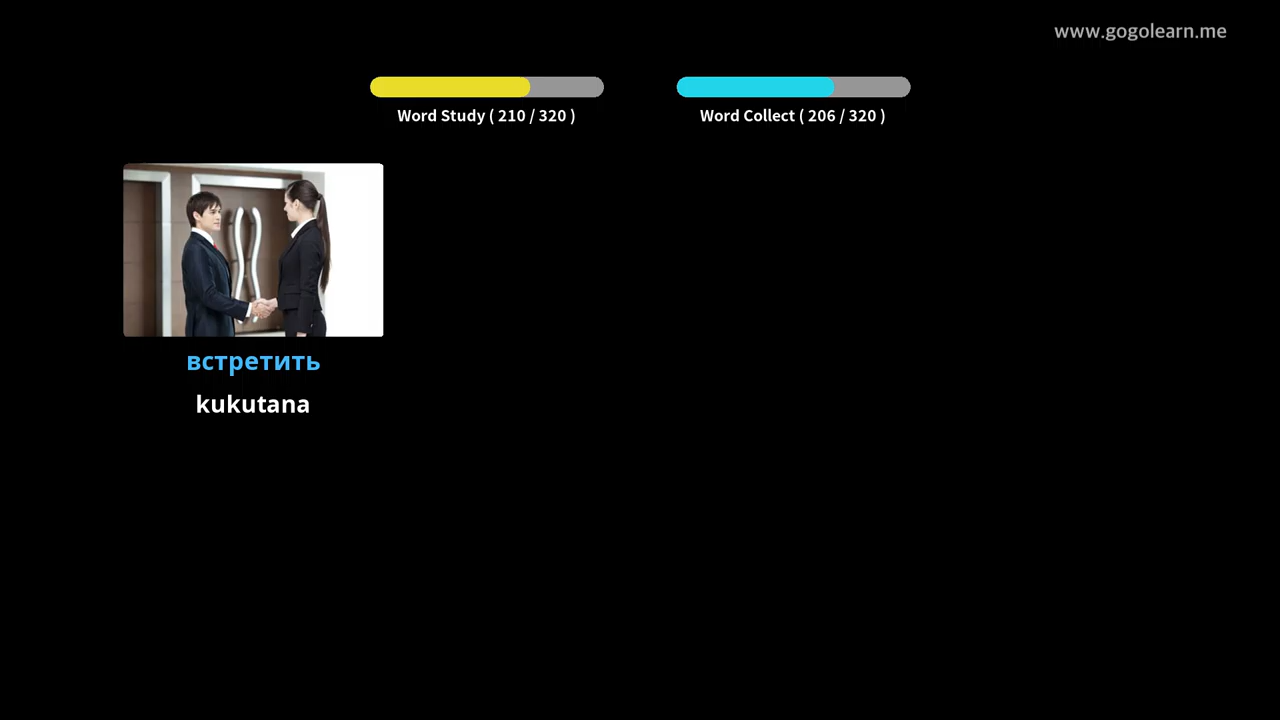 www.gogolearn.me
Word Study ( 210 / 320 )
Word Collect ( 206 / 320 )
встретить
kukutana